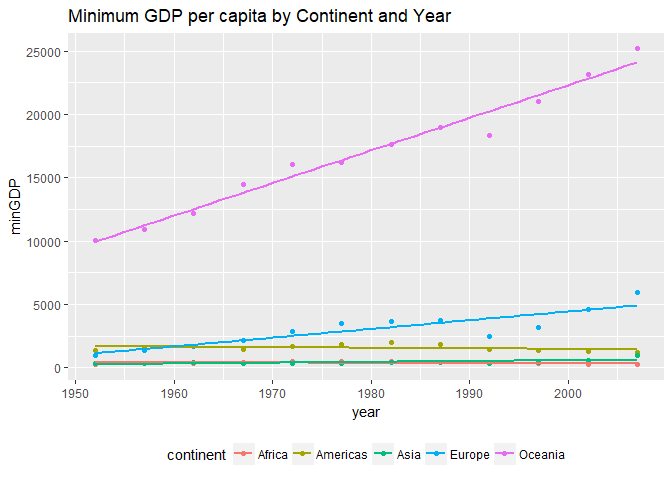 Minimum GDP per capita by Continent and Year
minGDP
25000
20000
15000
10000
5000
0
1950
1960
1970
1980
1990
2000
year
continent
Africa
Americas
Asia
Europe
Oceania